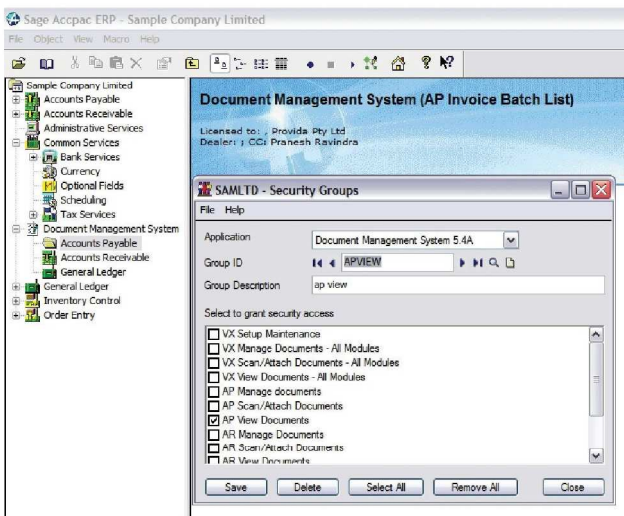 Sage Accpac ERP - Sample Company Limited
File Object View Macro Help
Sample Company Limited
Accounts Payable
Accounts Receivable
Administrative Services
Common Services
Bank Services
Currency
Optional Fields
Scheduling
Tax Services
Document Management System
Accounts Payable
Accounts Receivable
General Ledger
General Ledger
Inventory Control
Order Entry
Document Management System (AP Invoice Batch List)
Licensed to: , Provida Pty Ltd
Dealer: ; CC: Pranesh Ravindra
SAMLTD - Security Groups
File Help
Application Document Management System 5.4A
Group ID APVIEW
Group Description ap view
Select to grant security access
VX Setup Maintenance
VX Manage Documents - All Modules
VX Scan/Attach Documents - All Modules
VX View Documents - All Modules
AP Manage documents
AP Scan/Attach Documents
AP View Documents
AR Manage Documents
AR Scan/Attach Documents
AR View Documents
Save Delete Select All Remove All Close